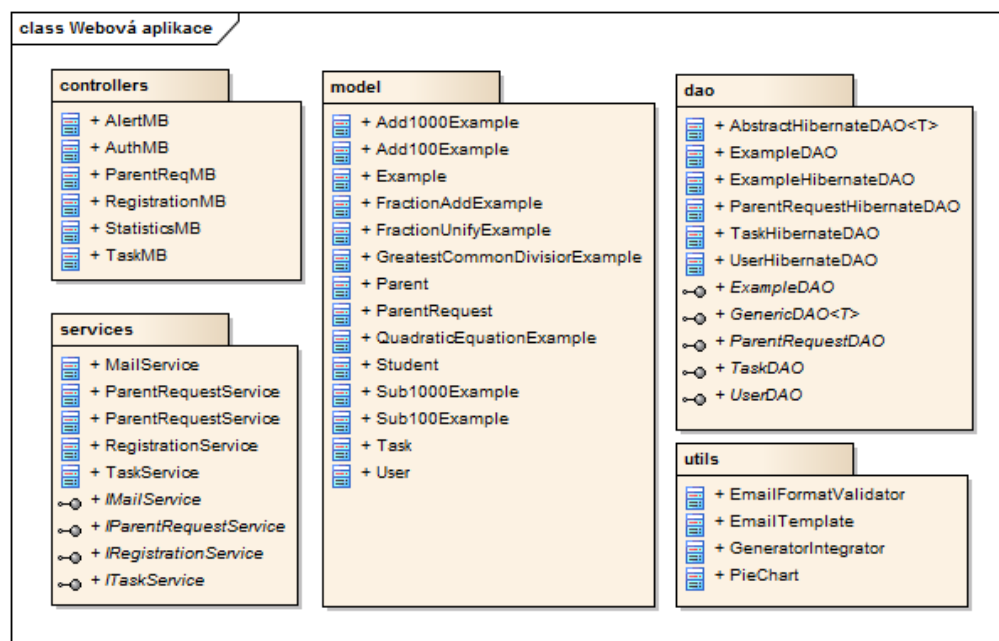 class Webová aplikace
controllers
+ AlertMB
+ AuthMB
+ ParentReqMB
+ RegistrationMB
+ StatisticsMB
+ TaskMB
services
+ MailService
+ ParentRequestService
+ ParentRequestService
+ RegistrationService
+ TaskService
+ IMailService
+ IParentRequestService
+ IRegistrationService
+ ITaskService
model
+ Add1000Example
+ Add100Example
+ Example
+ FractionAddExample
+ FractionUnifyExample
+ GreatestCommonDivisiorExample
+ Parent
+ ParentRequest
+ QuadraticEquationExample
+ Student
+ Sub1000Example
+ Sub100Example
+ Task
+ User
dao
+ AbstractHibernateDAO<T>
+ ExampleDAO
+ ExampleHibernateDAO
+ ParentRequestHibernateDAO
+ TaskHibernateDAO
+ UserHibernateDAO
+ ExampleDAO
+ GenericDAO<T>
+ ParentRequestDAO
+ TaskDAO
+ UserDAO
utils
+ EmailFormatValidator
+ EmailTemplate
+ GeneratorIntegrator
+ PieChart